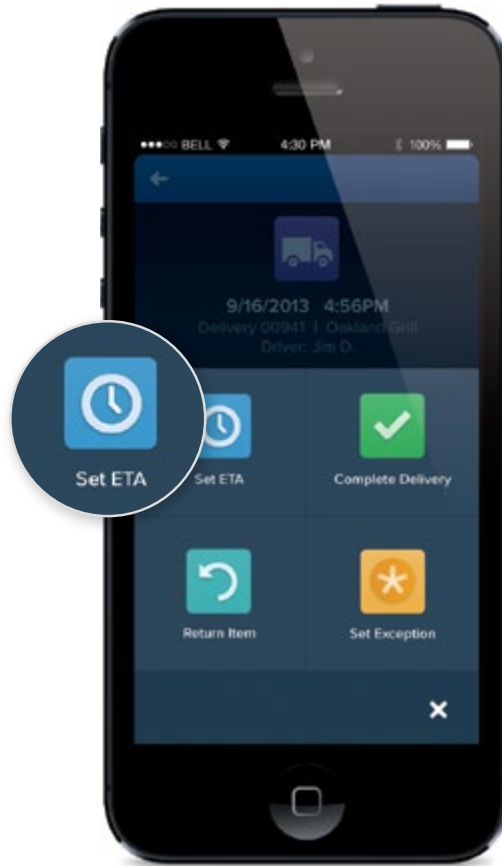 BELL 4:30 PM 100%
9/16/2013 4:56PM
Delivery 00941 | Oakland Grill
Driver: Jim D.
Set ETA
Set ETA Complete Delivery
Return Item Set Exception